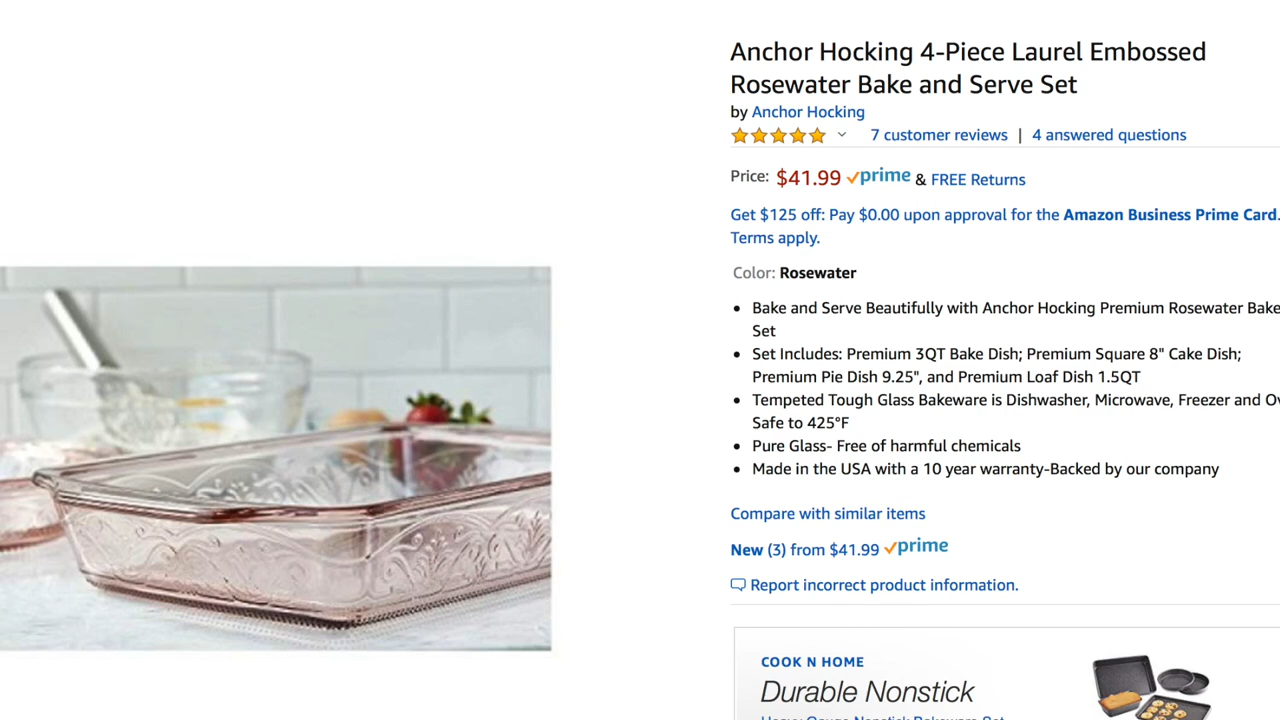 Anchor Hocking 4-Piece Laurel Embossed
Rosewater Bake and Serve Set
by Anchor Hocking
7 customer reviews | 4 answered questions
Price: $41.99 prime & FREE Returns
Get $125 off: Pay $0.00 upon approval for the Amazon Business Prime Card.
Terms apply.
Color: Rosewater
Bake and Serve Beautifully with Anchor Hocking Premium Rosewater Bake
Set
Set Includes: Premium 3QT Bake Dish; Premium Square 8" Cake Dish;
Premium Pie Dish 9.25", and Premium Loaf Dish 1.5QT
Tempeted Tough Glass Bakeware is Dishwasher, Microwave, Freezer and Ov
Safe to 425°F
Pure Glass- Free of harmful chemicals
Made in the USA with a 10 year warranty-Backed by our company
Compare with similar items
New (3) from $41.99 prime
Report incorrect product information.
COOK N HOME
Durable Nonstick